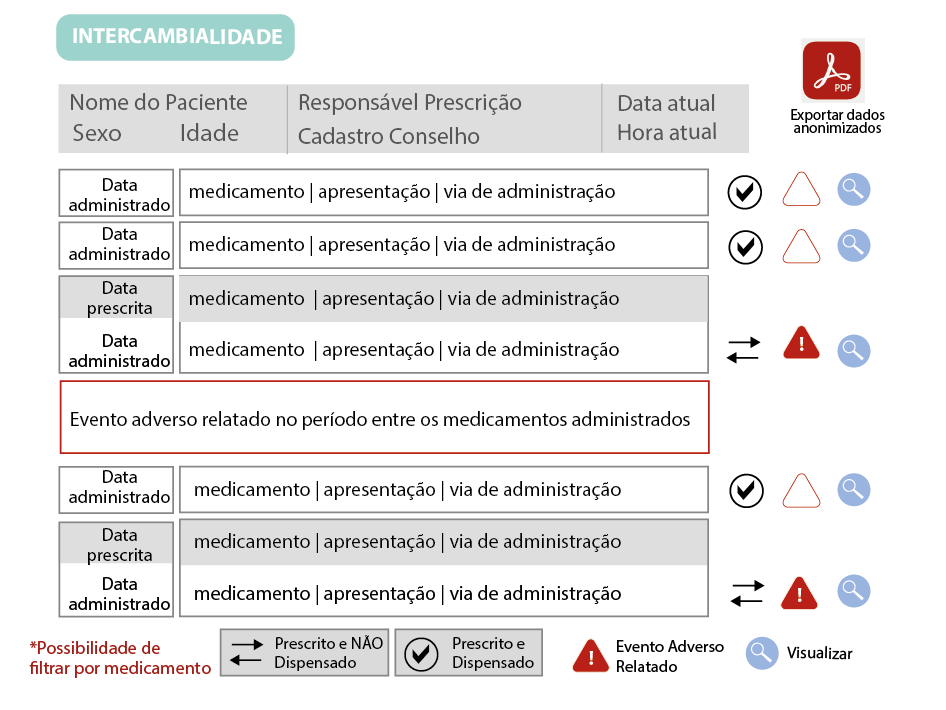 INTERCAMBIALIDADE
PDF
Exportar dados
anonimizados
Nome do Paciente
Sexo Idade
Responsável Prescrição
Cadastro Conselho
Data atual
Hora atual
Data
administrado
medicamento | apresentação | via de administração
Data
administrado
medicamento | apresentação | via de administração
Data
prescrita
medicamento | apresentação | via de administração
Data
administrado
medicamento | apresentação | via de administração
!
Evento adverso relatado no período entre os medicamentos administrados
Data
administrado
medicamento | apresentação | via de administração
Data
prescrita
medicamento | apresentação | via de administração
Data
administrado
medicamento | apresentação | via de administração
!
*Possibilidade de
filtrar por medicamento
Prescrito e NÃO
Dispensado
Prescrito e
Dispensado
!
Evento Adverso
Relatado
Visualizar